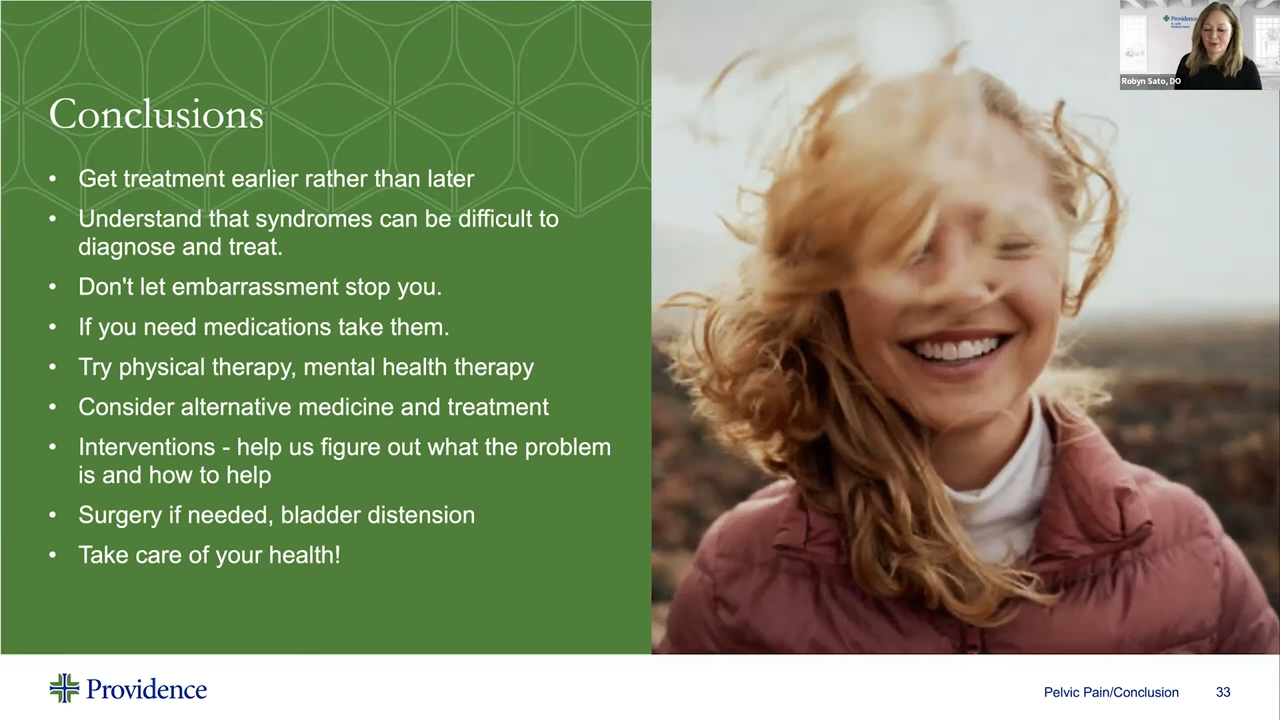 Providence
Robyn Sato, DO
Conclusions
• Get treatment earlier rather than later
• Understand that syndromes can be difficult to
diagnose and treat.
• Don't let embarrassment stop you.
• If you need medications take them.
• Try physical therapy, mental health therapy
• Consider alternative medicine and treatment
• Interventions - help us figure out what the problem
is and how to help
• Surgery if needed, bladder distension
• Take care of your health!
Providence
Pelvic Pain/Conclusion 33